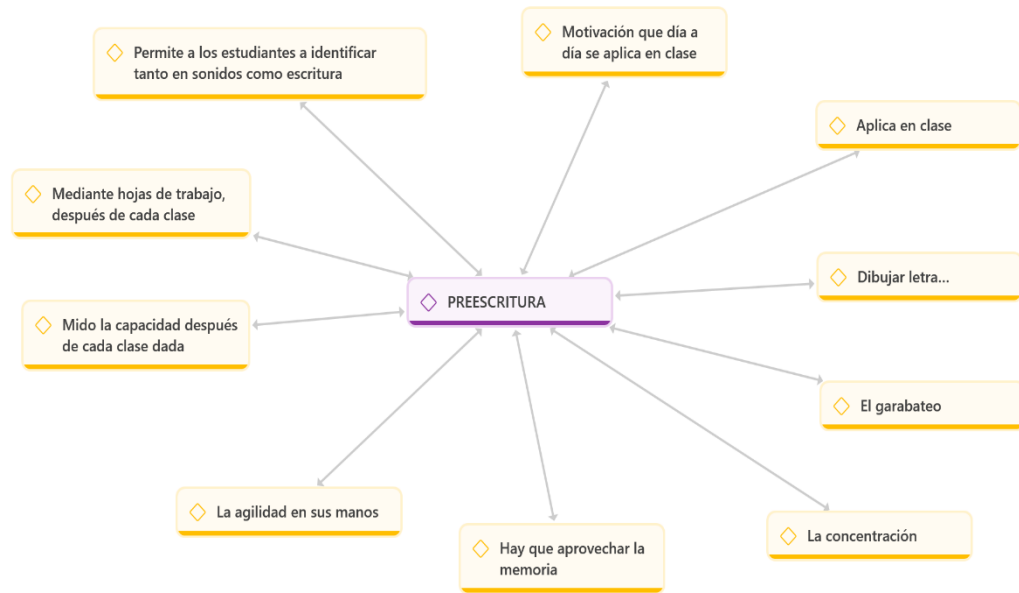 Motivación que día a
día se aplica en clase
Permite a los estudiantes a identificar
tanto en sonidos como escritura
Aplica en clase
Mediante hojas de trabajo,
después de cada clase
Dibujar letra...
PREESCRITURA
Mido la capacidad después
de cada clase dada
El garabateo
La agilidad en sus manos
Hay que aprovechar la
memoria
La concentración